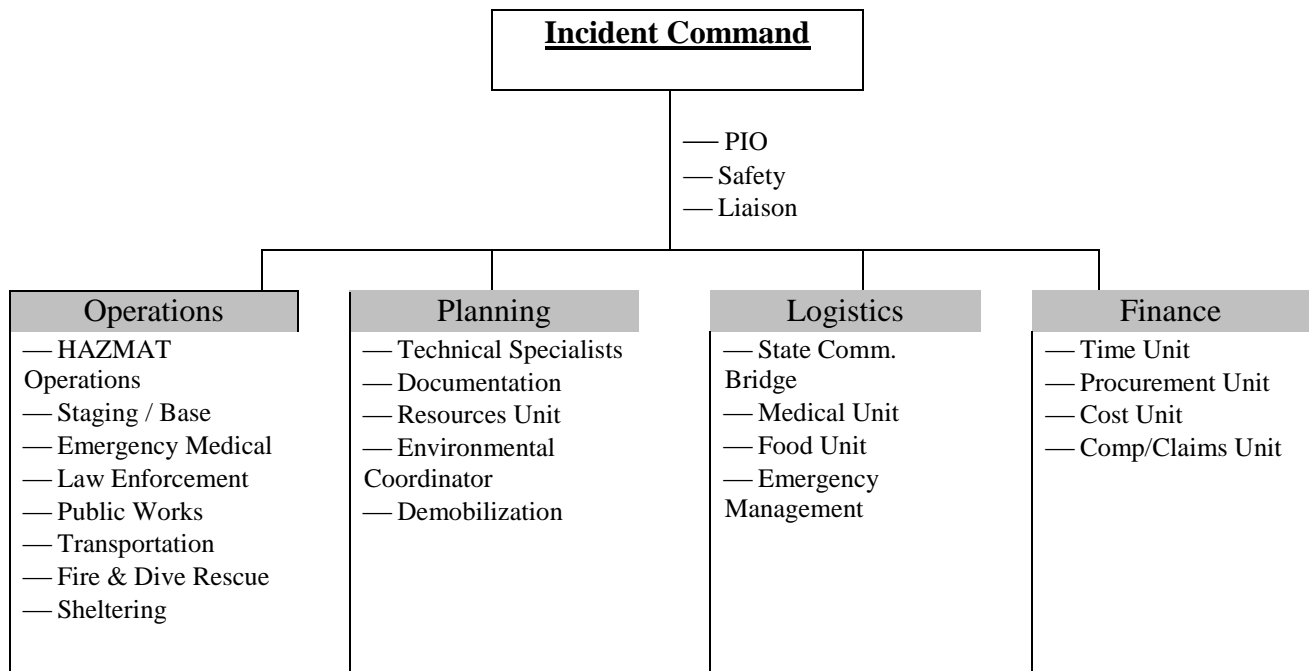 Incident Command
— PIO
— Safety
— Liaison
Operations
— HAZMAT
Operations
— Staging / Base
— Emergency Medical
— Law Enforcement
— Public Works
— Transportation
— Fire & Dive Rescue
— Sheltering
Planning
— Technical Specialists
— Documentation
— Resources Unit
— Environmental
Coordinator
— Demobilization
Logistics
— State Comm.
Bridge
— Medical Unit
— Food Unit
— Emergency
Management
Finance
— Time Unit
— Procurement Unit
— Cost Unit
— Comp/Claims Unit